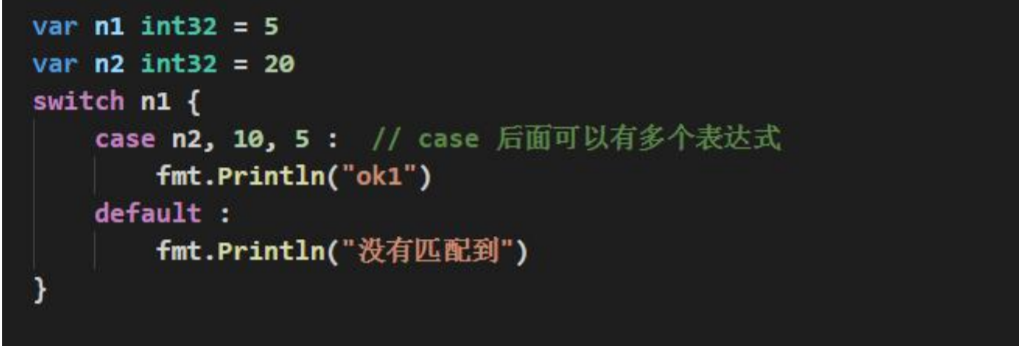 var n1 int32 = 5
var n2 int32 = 20
switch n1 {
    case n2, 10, 5 :  // case 后面可以有多个表达式
        fmt.Println("ok1")
    default :
        fmt.Println("没有匹配到")
}